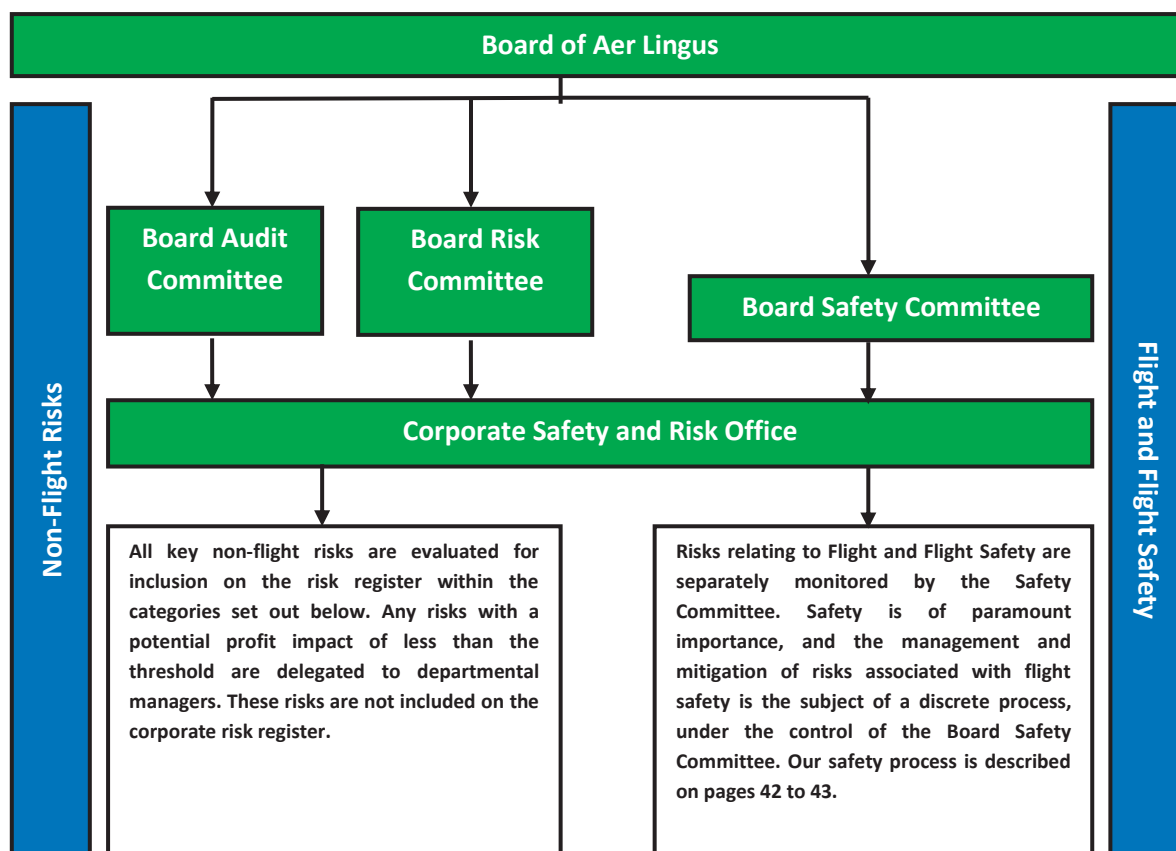 Board of Aer Lingus
Non-Flight Risks
Board Audit
Committee
Board Risk
Committee
Board Safety Committee
Flight and Flight Safety
Corporate Safety and Risk Office
All key non-flight risks are evaluated for
inclusion on the risk register within the
categories set out below. Any risks with a
potential profit impact of less than the
threshold are delegated to departmental
managers. These risks are not included on the
corporate risk register.
Risks relating to Flight and Flight Safety are
separately monitored by the Safety
Committee. Safety is of paramount
importance, and the management and
mitigation of risks associated with flight
safety is the subject of a discrete process,
under the control of the Board Safety
Committee. Our safety process is described
on pages 42 to 43.